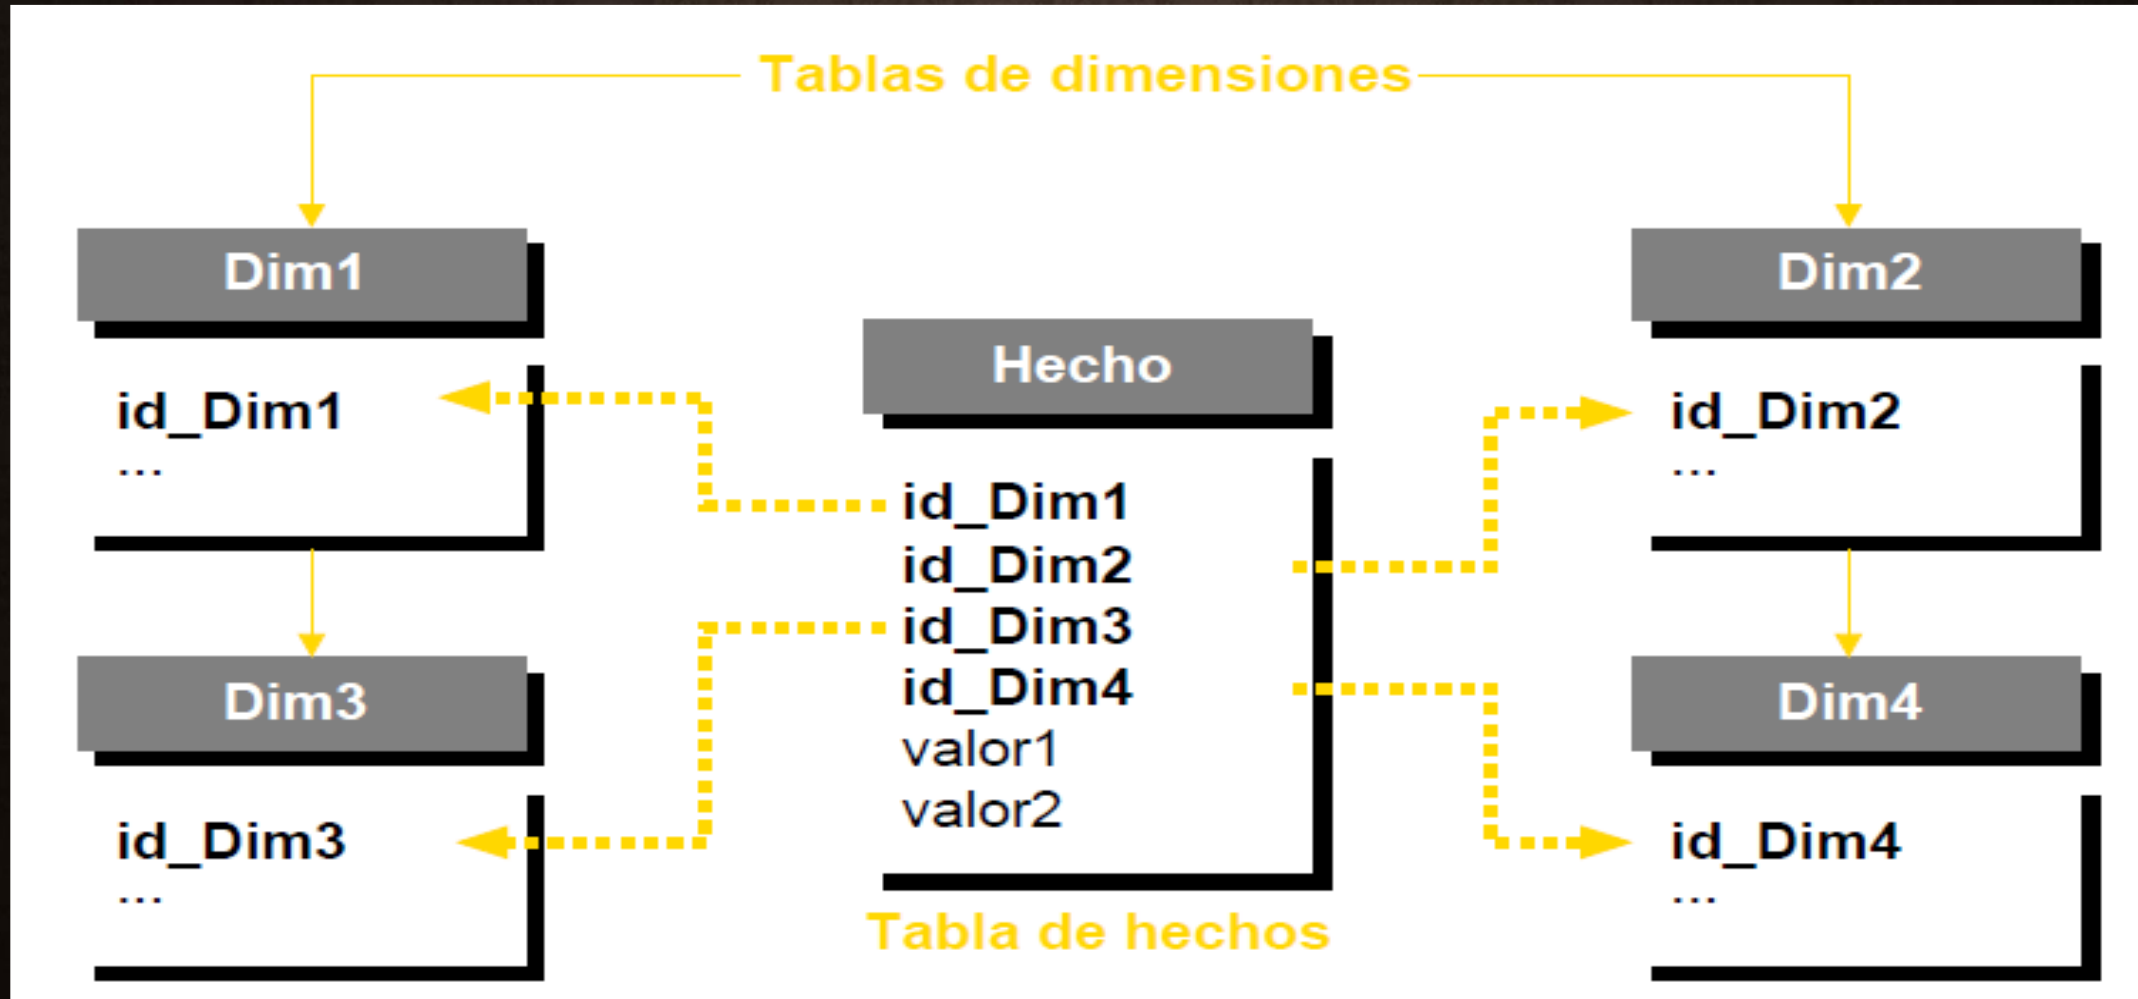 Tablas de dimensiones
Dim1
id_Dim1
...
Dim3
id_Dim3
...
Hecho
id_Dim1
id_Dim2
id_Dim3
id_Dim4
valor1
valor2
Tabla de hechos
Dim2
id_Dim2
...
Dim4
id_Dim4
...